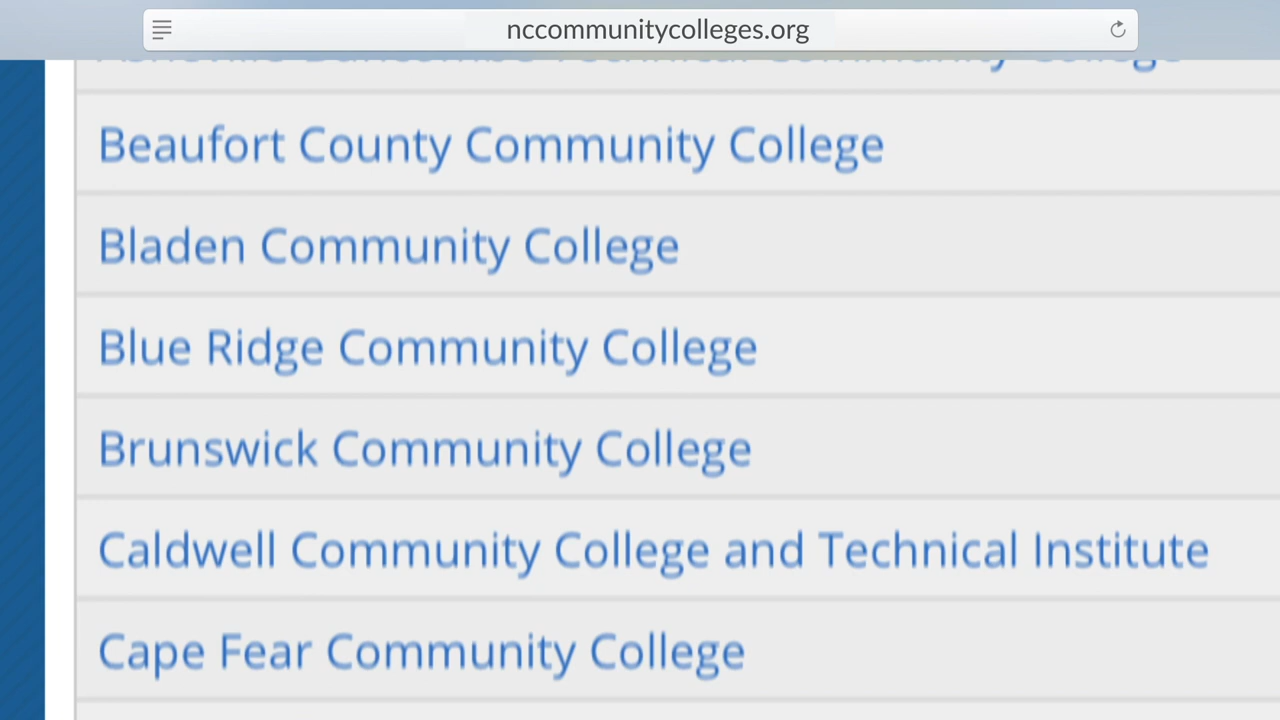 nccommunitycolleges.org
Beaufort County Community College
Bladen Community College
Blue Ridge Community College
Brunswick Community College
Caldwell Community College and Technical Institute
Cape Fear Community College